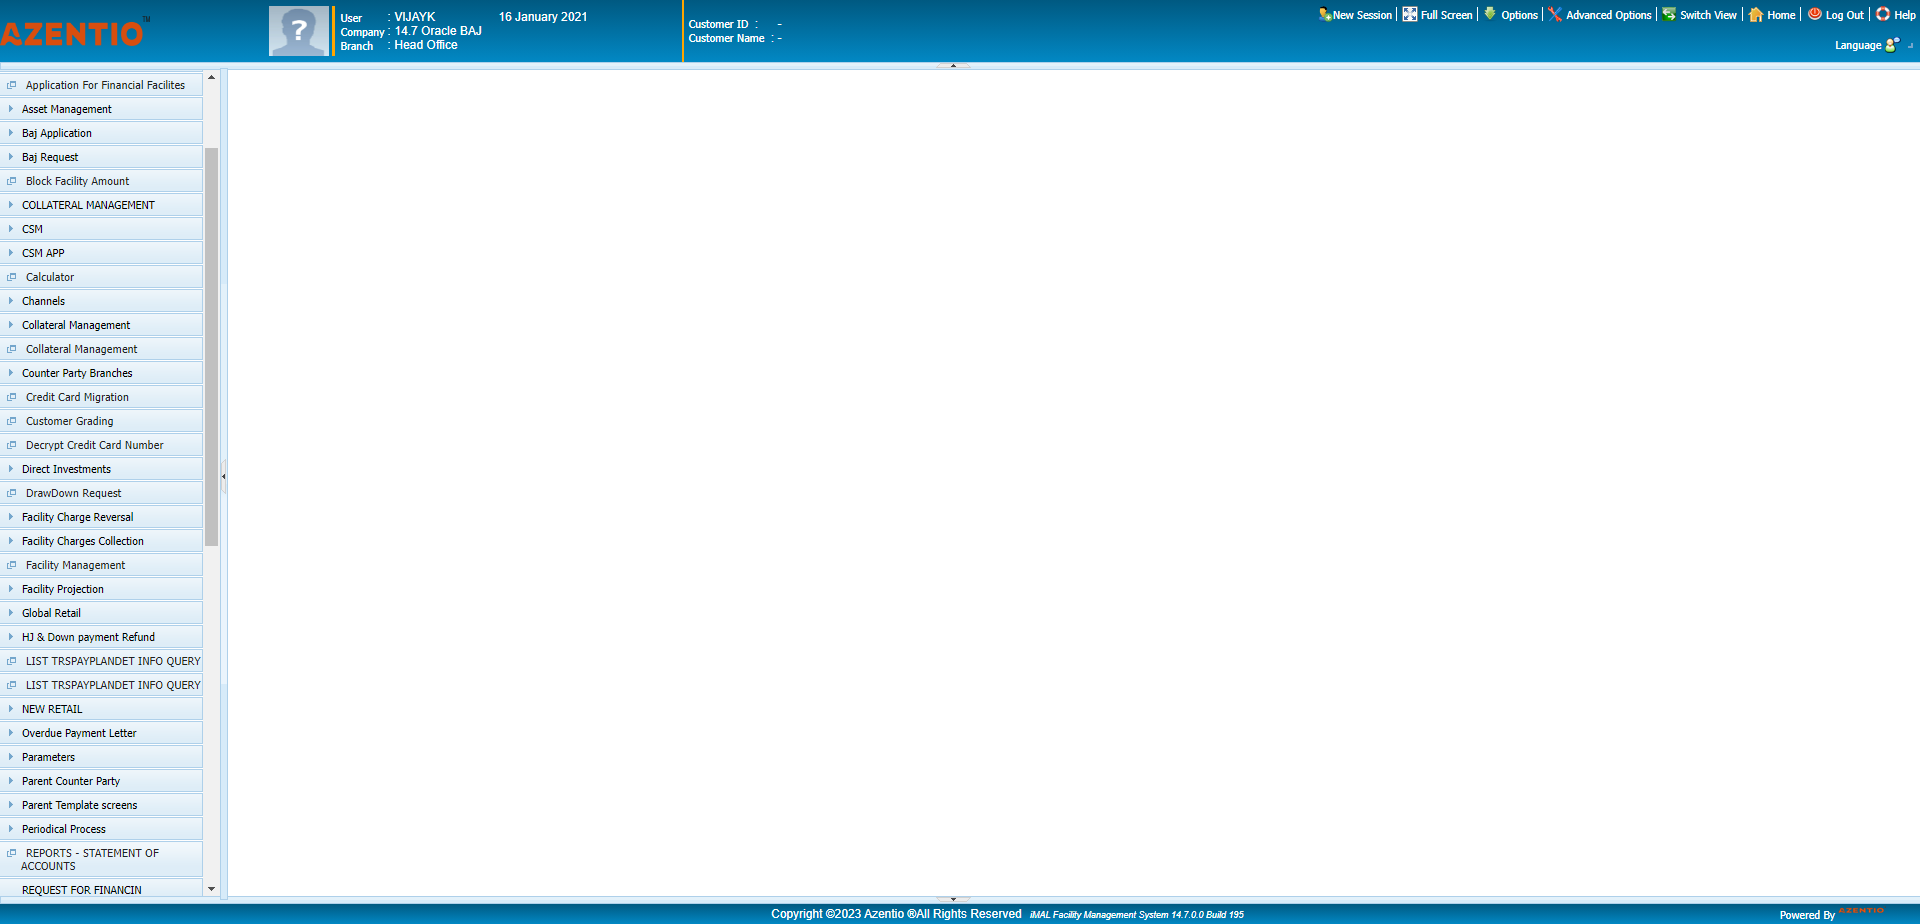 AZENTIO™
User : VIJAYK 16 January 2021
Company : 14.7 Oracle BAJ
Branch : Head Office
Customer ID : -
Customer Name : -
New Session
Full Screen
Options
Advanced Options
Switch View
Home
Log Out
Help
Language
Application For Financial Facilites
Asset Management
Baj Application
Baj Request
Block Facility Amount
COLLATERAL MANAGEMENT
CSM
CSM APP
Calculator
Channels
Collateral Management
Collateral Management
Counter Party Branches
Credit Card Migration
Customer Grading
Decrypt Credit Card Number
Direct Investments
DrawDown Request
Facility Charge Reversal
Facility Charges Collection
Facility Management
Facility Projection
Global Retail
HJ & Down payment Refund
LIST TRSPAYPLANDET INFO QUERY
LIST TRSPAYPLANDET INFO QUERY
NEW RETAIL
Overdue Payment Letter
Parameters
Parent Counter Party
Parent Template screens
Periodical Process
REPORTS - STATEMENT OF
ACCOUNTS
REQUEST FOR FINANCIN
Copyright ©2023 Azentio ®All Rights Reserved iMAL Facility Management System 14.7.0.0 Build 195
Powered By AZENTIO